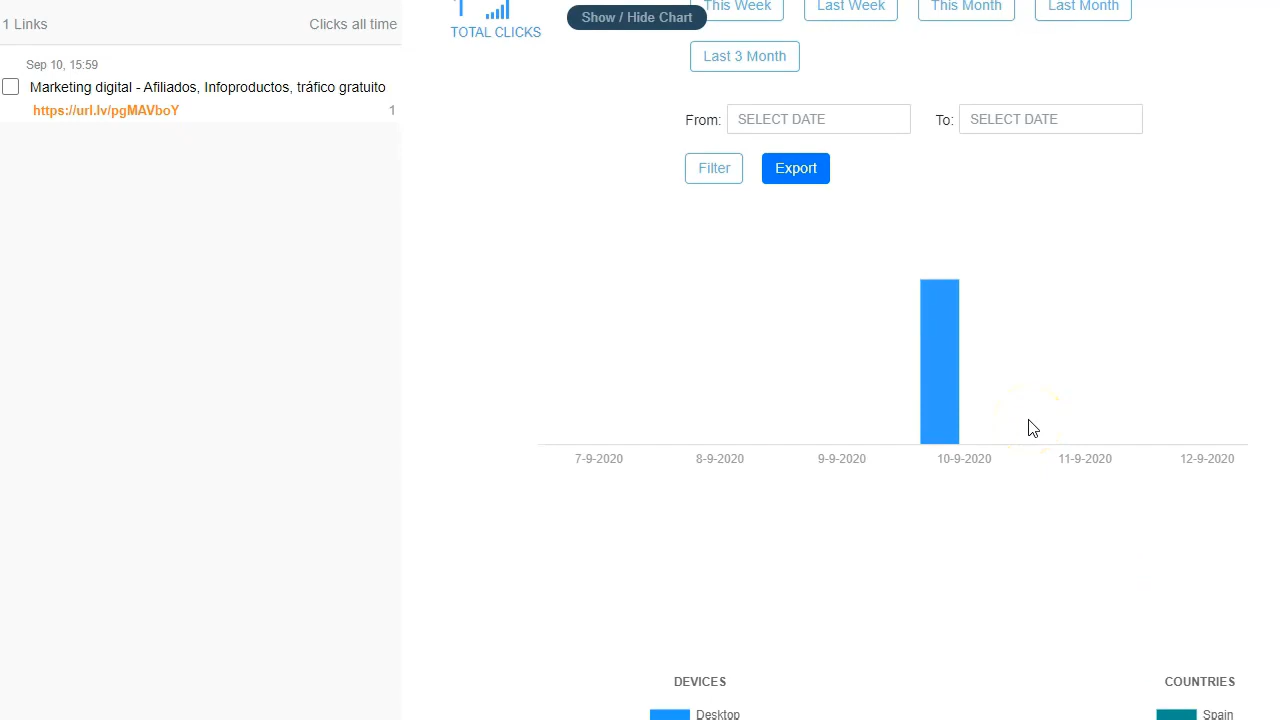 1 Links
Clicks all time
Sep 10, 15:59
Marketing digital - Afiliados, Infoproductos, tráfico gratuito
https://url.lv/pgMAVboY
1
1
TOTAL CLICKS
Show / Hide Chart
This Week
Last Week
This Month
Last Month
Last 3 Month
From: SELECT DATE
To: SELECT DATE
Filter
Export
7-9-2020
8-9-2020
9-9-2020
10-9-2020
11-9-2020
12-9-2020
DEVICES
Desktop
COUNTRIES
Spain